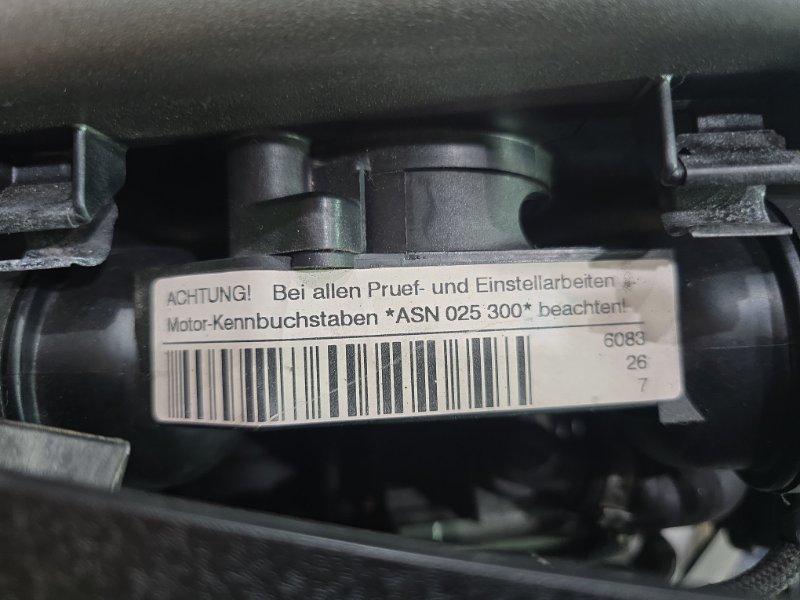 ACHTUNG! Bei allen Pruef- und Einstellarbeiten
Motor-Kennbuchstaben *ASN 025 300* beachten!
6083
26
7